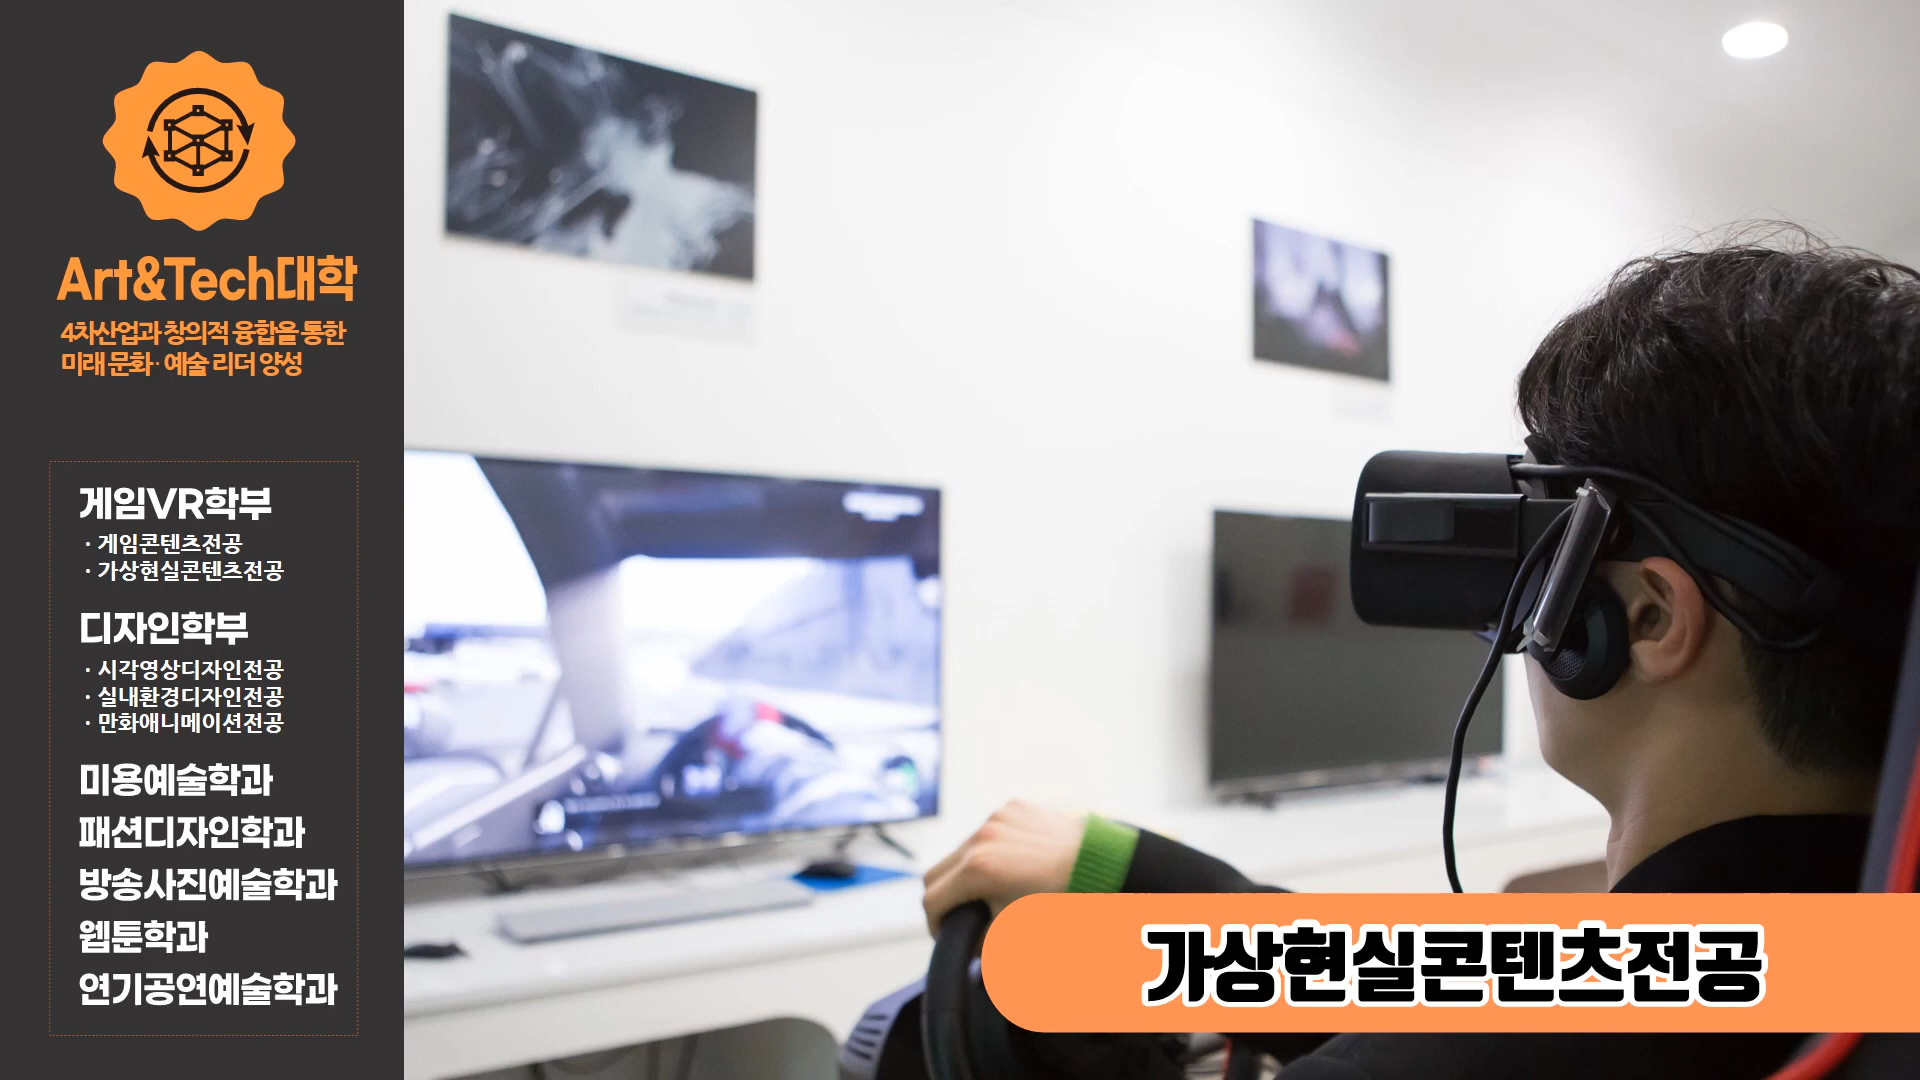 Art&Tech대학
4차산업과 창의적 융합을 통한
미래 문화·예술 리더 양성
게임VR학부
· 게임콘텐츠전공
· 가상현실콘텐츠전공
디자인학부
· 시각영상디자인전공
· 실내환경디자인전공
· 만화애니메이션전공
미용예술학과
패션디자인학과
방송사진예술학과
웹툰학과
연기공연예술학과
가상현실콘텐츠전공